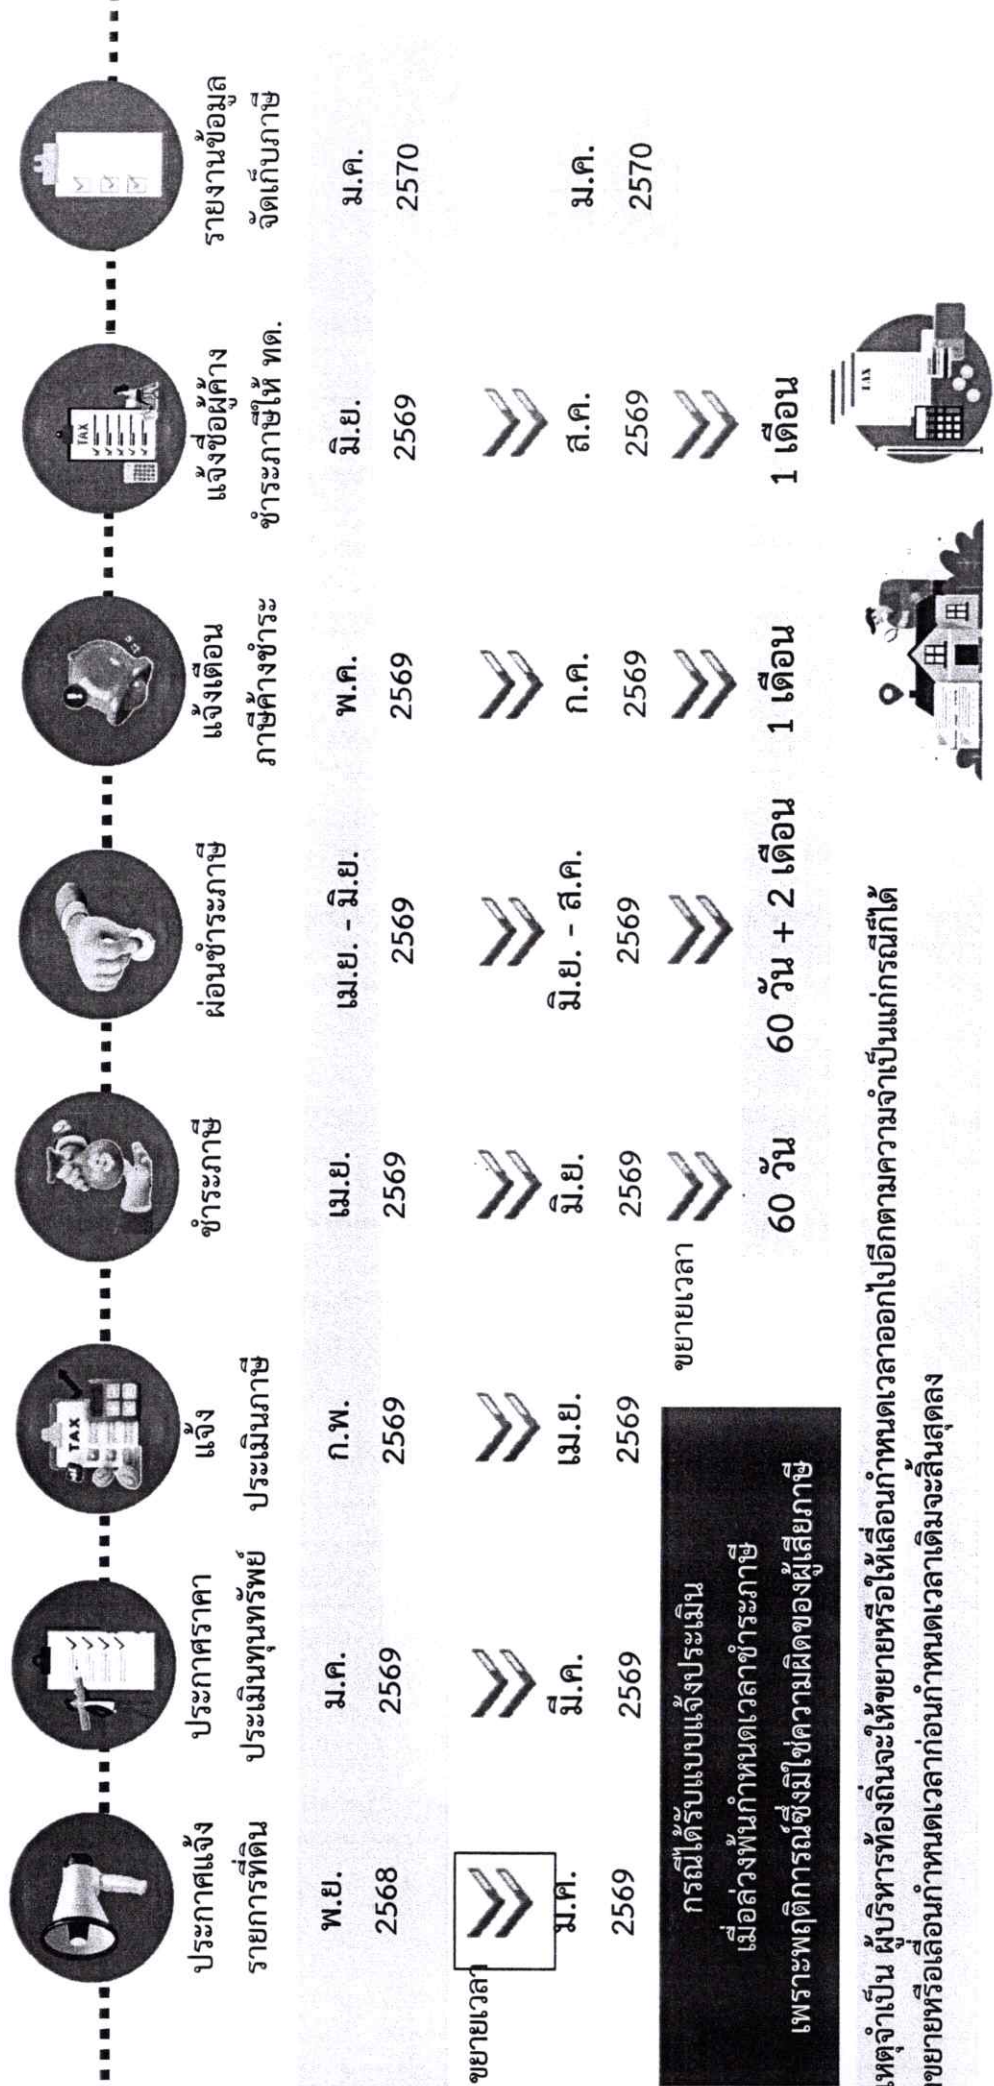 ประกาศแจ้ง
รายการที่ดิน
ประกาศราคา
ประเมินทุนทรัพย์
แจ้ง
ประเมินภาษี
ชำระภาษี
ผ่อนชำระภาษี
แจ้งเตือน
ภาษีค้างชำระ
แจ้งชื่อผู้ค้าง
ชำระภาษีให้ ทด.
รายงานข้อมูล
จัดเก็บภาษี
พ.ย.
2568
ม.ค.
2569
ก.พ.
2569
เม.ย.
2569
เม.ย. - มิ.ย.
2569
พ.ค.
2569
มิ.ย.
2569
ม.ค.
2570
ขยายเวลา
ม.ค.
2569
มี.ค.
2569
เม.ย.
2569
มิ.ย.
2569
มิ.ย. - ส.ค.
2569
ก.ค.
2569
ส.ค.
2569
ม.ค.
2570
กรณีได้รับแบบแจ้งประเมิน
เมื่อล่วงพ้นกำหนดเวลาชำระภาษี
เพราะพฤติการณ์ซึ่งมิใช่ความผิดของผู้เสียภาษี
ขยายเวลา
60 วัน
60 วัน + 2 เดือน
1 เดือน
1 เดือน
เหตุจำเป็น ผู้บริหารท้องถิ่นจะให้ขยายหรือให้เลื่อนกำหนดเวลาออกไปอีกตามความจำเป็นแก่กรณีก็ได้
ขยายหรือเลื่อนกำหนดเวลาก่อนกำหนดเวลาเดิมจะสิ้นสุดลง
TAX
TAX
TAX